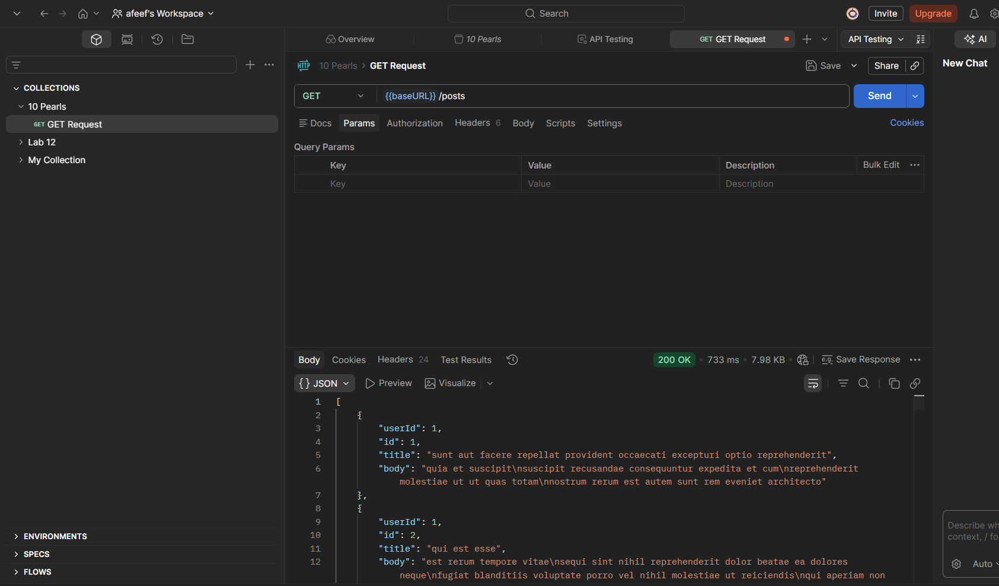 afeef's Workspace
Search
Invite
Upgrade
Overview
10 Pearls
API Testing
GET GET Request
API Testing
AI
COLLECTIONS
10 Pearls
GET GET Request
Lab 12
My Collection
ENVIRONMENTS
SPECS
FLOWS
HTTP 10 Pearls > GET Request
Save
Share
GET {{baseURL}} /posts
Send
Docs Params Authorization Headers 6 Body Scripts Settings
Cookies
Query Params
Key Value Description Bulk Edit
Key Value Description
Body Cookies Headers 24 Test Results
200 OK • 733 ms • 7.98 KB • e.g. Save Response
{} JSON Preview Visualize
1 [
2 {
3 "userId": 1,
4 "id": 1,
5 "title": "sunt aut facere repellat provident occaecati excepturi optio reprehenderit",
6 "body": "quia et suscipit\nsuscipit recusandae consequuntur expedita et cum\nreprehenderit
molestiae ut ut quas totam\nnostrum rerum est autem sunt rem eveniet architecto"
7 },
8 {
9 "userId": 1,
10 "id": 2,
11 "title": "qui est esse",
12 "body": "est rerum tempore vitae\nsequi sint nihil reprehenderit dolor beatae ea dolores
neque\nfugiat blanditiis voluptate porro vel nihil molestiae ut reiciendis\nqui aperiam non
New Chat
Describe wh
context, / fo
Auto